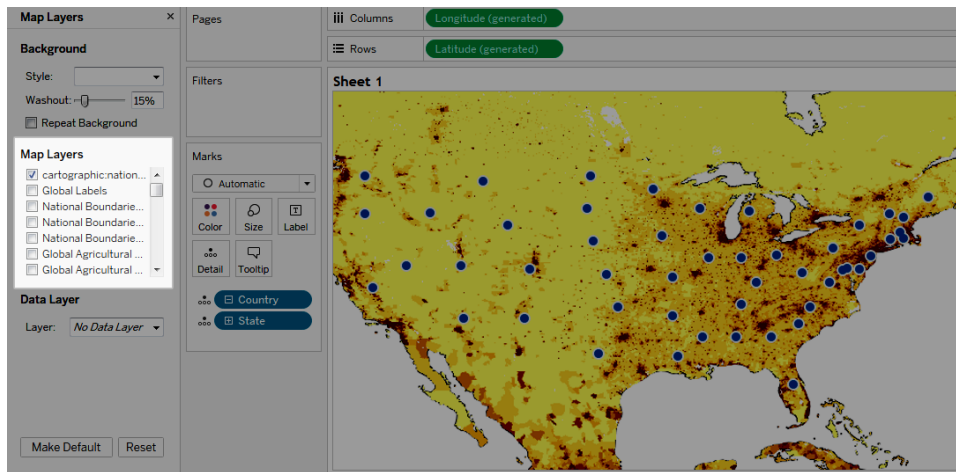 Map Layers ×
Background
Style:
Washout: 15%
Repeat Background
Map Layers
cartographic:nation...
Global Labels
National Boundarie...
National Boundarie...
National Boundarie...
Global Agricultural ...
Global Agricultural ...
Data Layer
Layer: No Data Layer
Make Default Reset
Pages
Filters
Marks
Automatic
Color Size Label
Detail Tooltip
Country
State
Columns Longitude (generated)
Rows Latitude (generated)
Sheet 1